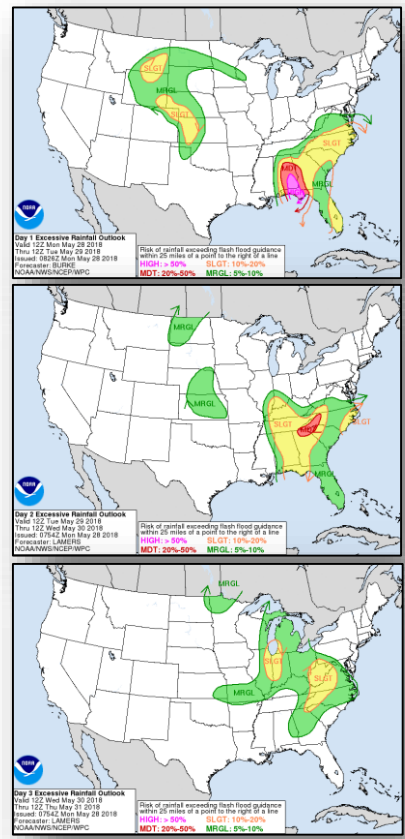 SLGT
MRGL
SLGT
SLGT
MDT
MRGL
noaa
Day 1 Excessive Rainfall Outlook
Valid 12Z Mon May 28 2018
Thru 12Z Tue May 29 2018
Issued: 0826Z Mon May 28 2018
Forecaster: BURKE
NOAA/NWS/NCEP/WPC
Risk of rainfall exceeding flash flood guidance
within 25 miles of a point to the right of a line
HIGH: > 50% SLGT: 10%-20%
MDT: 20%-50% MRGL: 5%-10%
MRGL
MRGL
SLGT
SLGT
MRGL
noaa
Day 2 Excessive Rainfall Outlook
Valid 12Z Tue May 29 2018
Thru 12Z Wed May 30 2018
Issued: 0754Z Mon May 28 2018
Forecaster: LAMERS
NOAA/NWS/NCEP/WPC
Risk of rainfall exceeding flash flood guidance
within 25 miles of a point to the right of a line
HIGH: > 50% SLGT: 10%-20%
MDT: 20%-50% MRGL: 5%-10%
MRGL
SLGT
SLGT
MRGL
noaa
Day 3 Excessive Rainfall Outlook
Valid 12Z Wed May 30 2018
Thru 12Z Thu May 31 2018
Issued: 0754Z Mon May 28 2018
Forecaster: LAMERS
NOAA/NWS/NCEP/WPC
Risk of rainfall exceeding flash flood guidance
within 25 miles of a point to the right of a line
HIGH: > 50% SLGT: 10%-20%
MDT: 20%-50% MRGL: 5%-10%